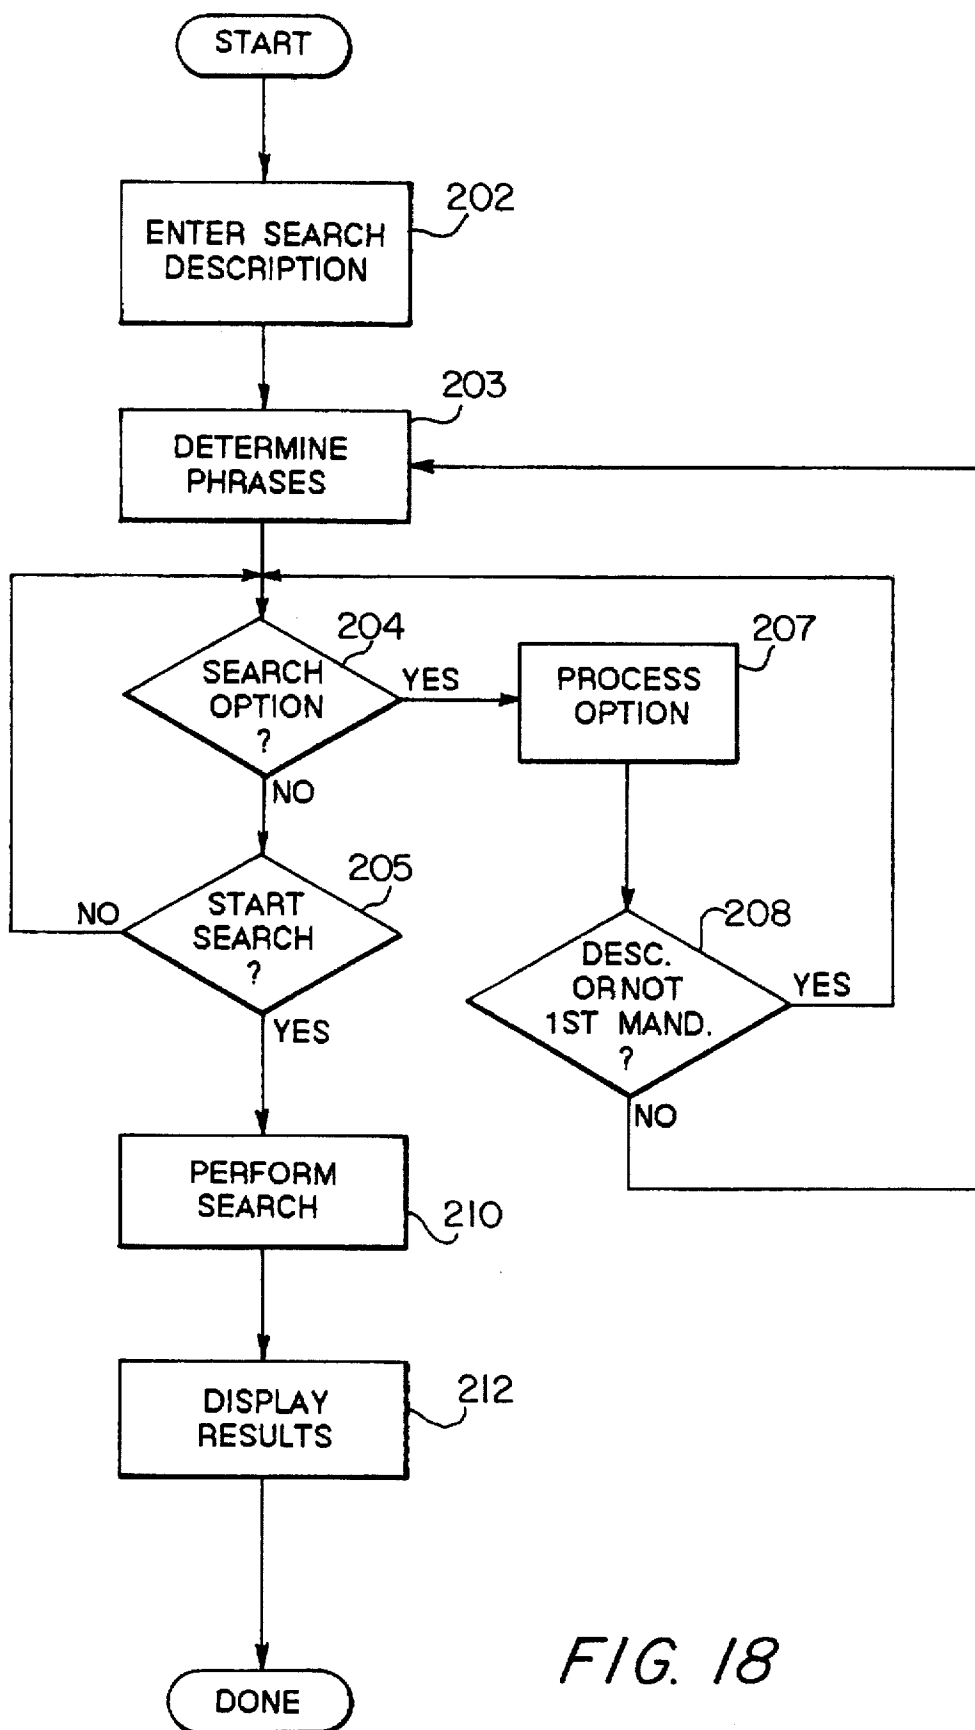 START
202
ENTER SEARCH
DESCRIPTION
203
DETERMINE
PHRASES
204
SEARCH
OPTION
?
YES
207
PROCESS
OPTION
NO
205
START
SEARCH
?
NO
YES
208
DESC.
OR NOT
1ST MAND.
?
YES
NO
PERFORM
SEARCH
210
DISPLAY
RESULTS
212
DONE
FIG. 18